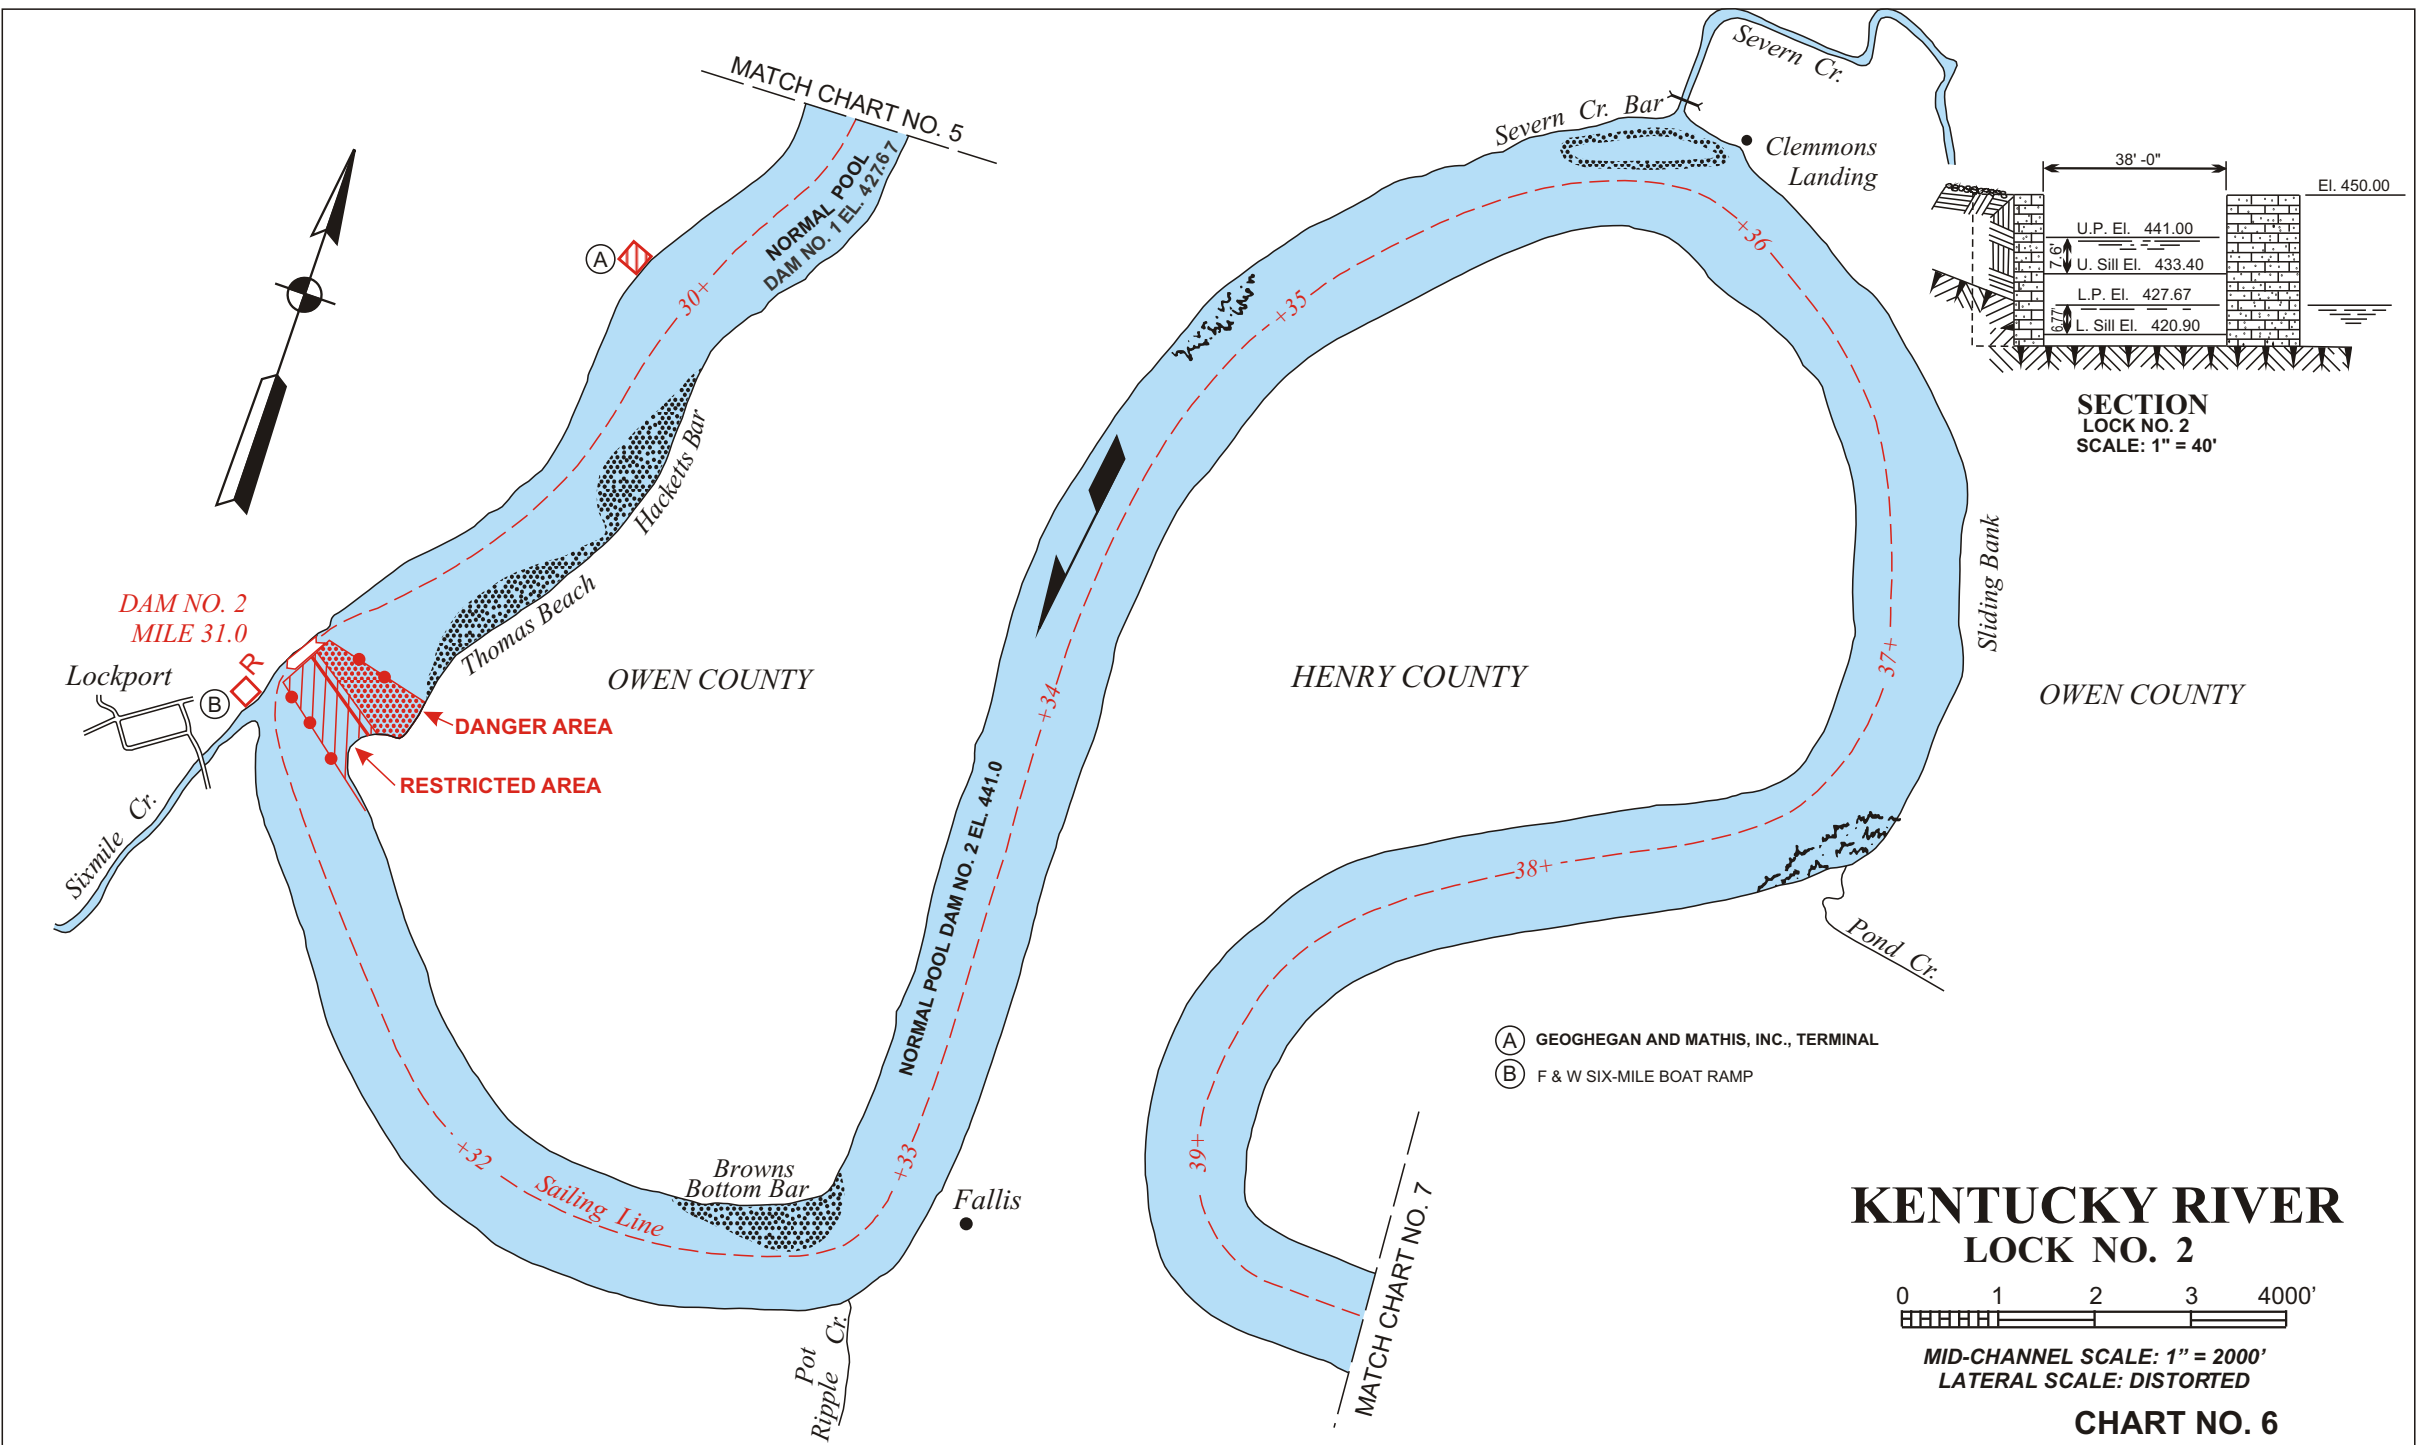 MATCH CHART NO. 5
NORMAL POOL
DAM NO. 1 EL. 427.67
A
30+
Hacketts Bar
Thomas Beach
DAM NO. 2
MILE 31.0
R
Lockport
B
DANGER AREA
RESTRICTED AREA
Sixmile Cr.
OWEN COUNTY
+32
Sailing Line
Browns
Bottom Bar
+33
Fallis
Pot
Ripple Cr.
NORMAL POOL DAM NO. 2 EL. 441.0
+34
+35
Severn Cr. Bar
Severn Cr.
Clemmons
Landing
+36
HENRY COUNTY
37+
Sliding Bank
OWEN COUNTY
38+
Pond Cr.
39+
MATCH CHART NO. 7
38' -0"
El. 450.00
U.P. El. 441.00
7.6'
U. Sill El. 433.40
L.P. El. 427.67
6.77'
L. Sill El. 420.90
SECTION
LOCK NO. 2
SCALE: 1" = 40'
A GEOGHEGAN AND MATHIS, INC., TERMINAL
B F & W SIX-MILE BOAT RAMP
KENTUCKY RIVER
LOCK NO. 2
0 1 2 3 4000'
MID-CHANNEL SCALE: 1" = 2000'
LATERAL SCALE: DISTORTED
CHART NO. 6